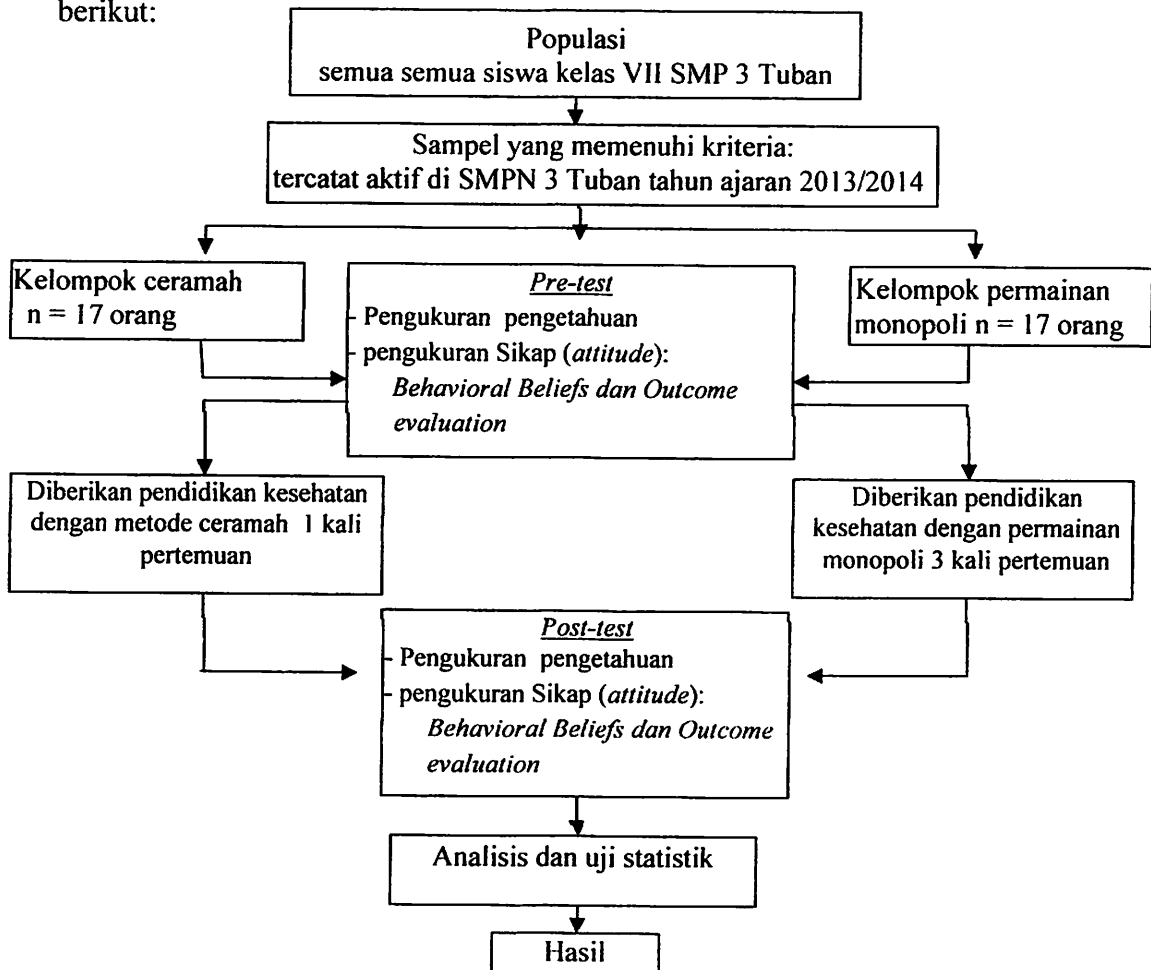 berikut:
Populasi
semua semua siswa kelas VII SMP 3 Tuban
Sampel yang memenuhi kriteria:
tercatat aktif di SMPN 3 Tuban tahun ajaran 2013/2014
Kelompok ceramah
n = 17 orang
Pre-test
- Pengukuran pengetahuan
- pengukuran Sikap (attitude):
Behavioral Beliefs dan Outcome
evaluation
Kelompok permainan
monopoli n = 17 orang
Diberikan pendidikan kesehatan
dengan metode ceramah 1 kali
pertemuan
Diberikan pendidikan
kesehatan dengan permainan
monopoli 3 kali pertemuan
Post-test
- Pengukuran pengetahuan
- pengukuran Sikap (attitude):
Behavioral Beliefs dan Outcome
evaluation
Analisis dan uji statistik
Hasil